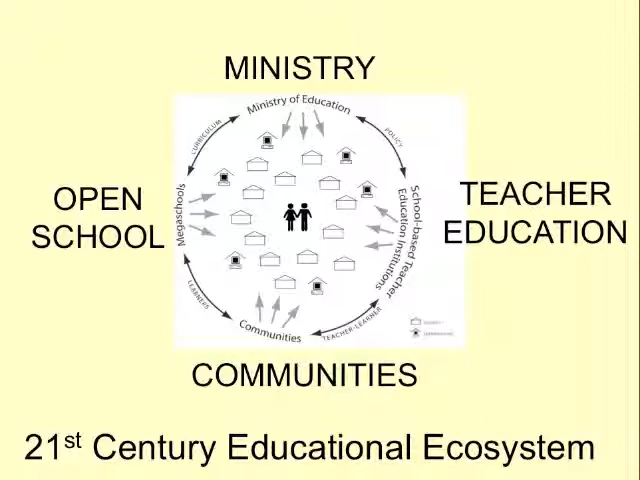 MINISTRY
Ministry of Education
CURRICULUM
POLICY
OPEN
SCHOOL
Megaschools
School-based Teacher
Education Institutions
TEACHER
EDUCATION
LEARNERS
Communities
TEACHER-LEARNER
COMMUNITIES
21st Century Educational Ecosystem